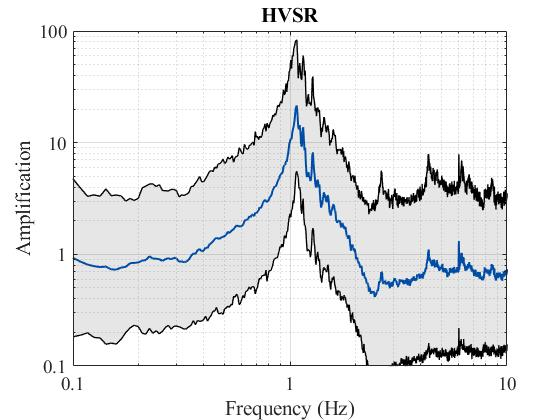 HVSR
100
10
1
0.1
Amplification
0.1 1 10
Frequency (Hz)